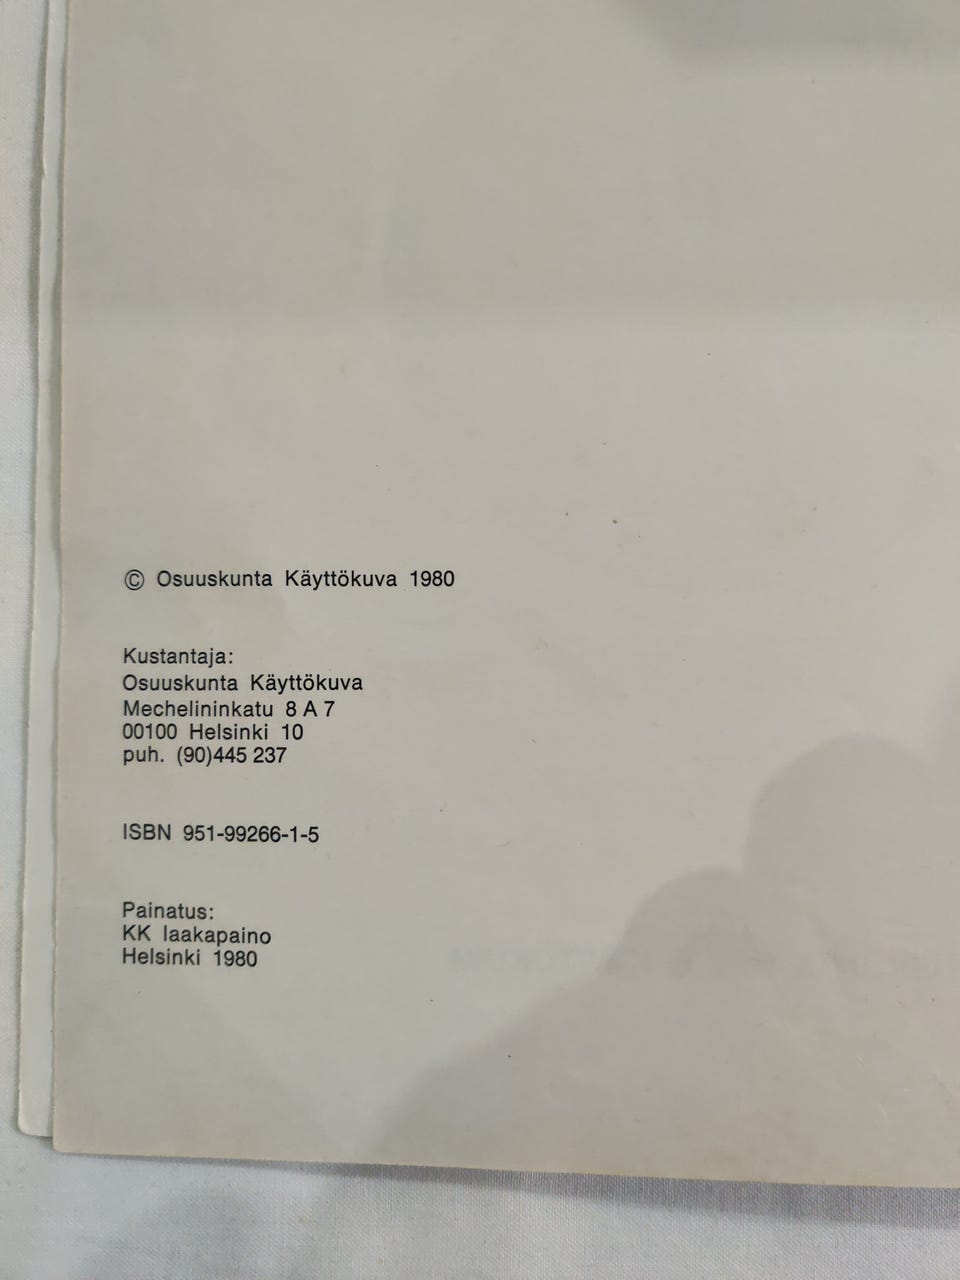 © Osuuskunta Käyttökuva 1980
Kustantaja:
Osuuskunta Käyttökuva
Mechelininkatu 8 A 7
00100 Helsinki 10
puh. (90)445 237
ISBN 951-99266-1-5
Painatus:
KK laakapaino
Helsinki 1980